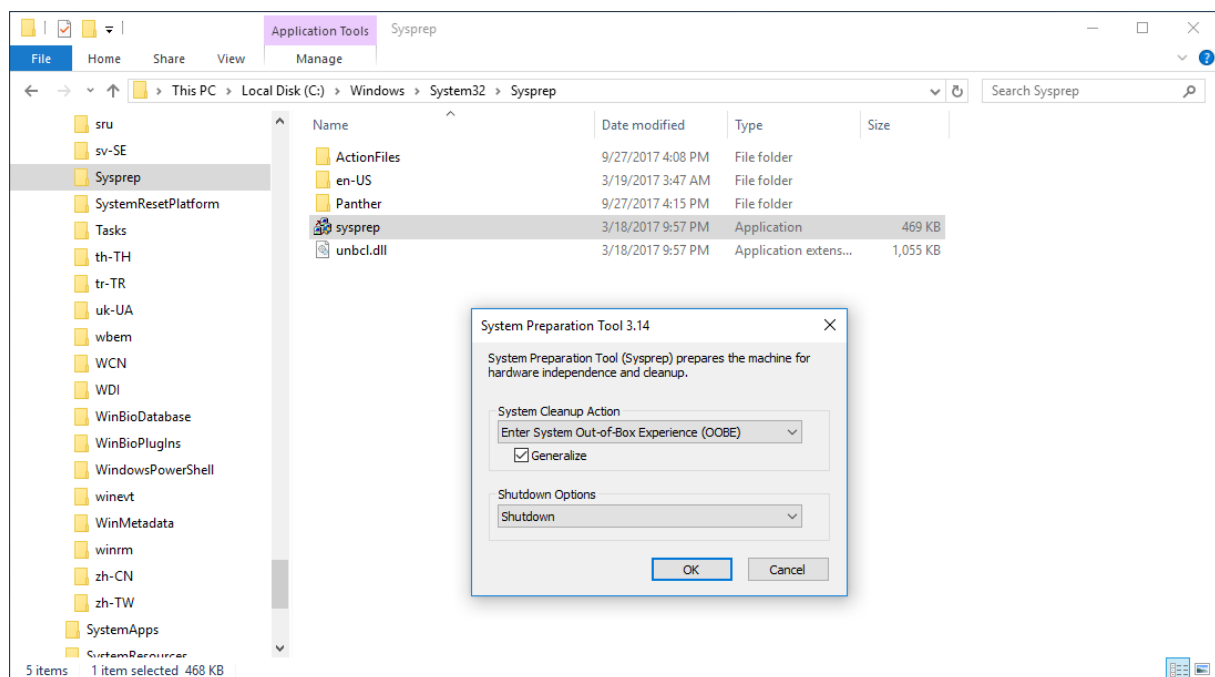 Application Tools Sysprep
File Home Share View Manage
This PC > Local Disk (C:) > Windows > System32 > Sysprep
Search Sysprep
sru
sv-SE
Sysprep
SystemResetPlatform
Tasks
th-TH
tr-TR
uk-UA
wbem
WCN
WDI
WinBioDatabase
WinBioPlugIns
WindowsPowerShell
winevt
WinMetadata
winrm
zh-CN
zh-TW
SystemApps
SystemResources
Name Date modified Type Size
ActionFiles 9/27/2017 4:08 PM File folder
en-US 3/19/2017 3:47 AM File folder
Panther 9/27/2017 4:15 PM File folder
sysprep 3/18/2017 9:57 PM Application 469 KB
unbcl.dll 3/18/2017 9:57 PM Application extens... 1,055 KB
System Preparation Tool 3.14
System Preparation Tool (Sysprep) prepares the machine for
hardware independence and cleanup.
System Cleanup Action
Enter System Out-of-Box Experience (OOBE)
Generalize
Shutdown Options
Shutdown
OK Cancel
5 items 1 item selected 468 KB